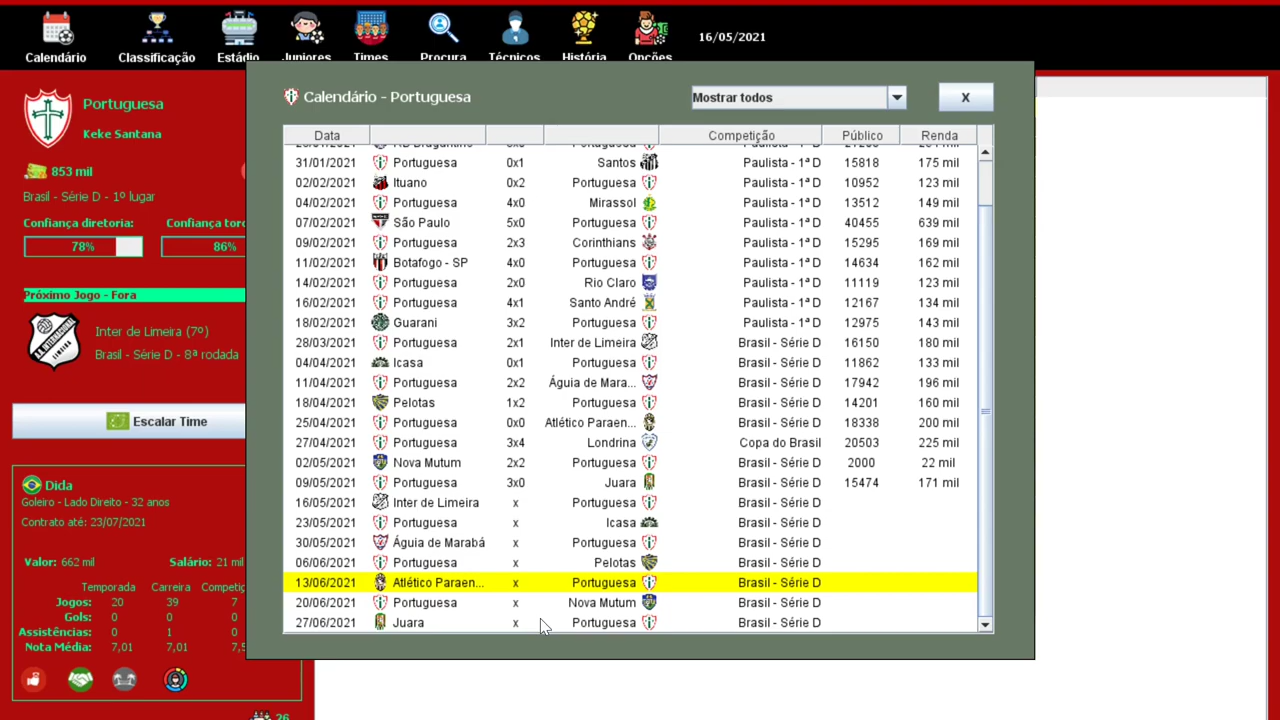 Calendário Classificação Estádio Juniores Times Procura Técnicos História Opções 16/05/2021
Portuguesa
Keke Santana
853 mil
Brasil - Série D - 1º lugar
Confiança diretoria: Confiança torc
78% 86%
Próximo Jogo - Fora
Inter de Limeira (7º)
Brasil - Série D - 8ª rodada
Escalar Time
Dida
Goleiro - Lado Direito - 32 anos
Contrato até: 23/07/2021
Valor: 662 mil Salário: 21 mil
Temporada Carreira Competiç
Jogos: 20 39 7
Gols: 0 0 0
Assistências: 0 1 0
Nota Média: 7,01 7,01 7,5
26
Calendário - Portuguesa Mostrar todos X
Data Competição Público Renda
31/01/2021 Portuguesa 0x1 Santos Paulista - 1ª D 15818 175 mil
02/02/2021 Ituano 0x2 Portuguesa Paulista - 1ª D 10952 123 mil
04/02/2021 Portuguesa 4x0 Mirassol Paulista - 1ª D 13512 149 mil
07/02/2021 São Paulo 5x0 Portuguesa Paulista - 1ª D 40455 639 mil
09/02/2021 Portuguesa 2x3 Corinthians Paulista - 1ª D 15295 169 mil
11/02/2021 Botafogo - SP 4x0 Portuguesa Paulista - 1ª D 14634 162 mil
14/02/2021 Portuguesa 2x0 Rio Claro Paulista - 1ª D 11119 123 mil
16/02/2021 Portuguesa 4x1 Santo André Paulista - 1ª D 12167 134 mil
18/02/2021 Guarani 3x2 Portuguesa Paulista - 1ª D 12975 143 mil
28/03/2021 Portuguesa 2x1 Inter de Limeira Brasil - Série D 16150 180 mil
04/04/2021 Icasa 0x1 Portuguesa Brasil - Série D 11862 133 mil
11/04/2021 Portuguesa 2x2 Águia de Mara... Brasil - Série D 17942 196 mil
18/04/2021 Pelotas 1x2 Portuguesa Brasil - Série D 14201 160 mil
25/04/2021 Portuguesa 0x0 Atlético Paraen... Brasil - Série D 18338 200 mil
27/04/2021 Portuguesa 3x4 Londrina Copa do Brasil 20503 225 mil
02/05/2021 Nova Mutum 2x2 Portuguesa Brasil - Série D 2000 22 mil
09/05/2021 Portuguesa 3x0 Juara Brasil - Série D 15474 171 mil
16/05/2021 Inter de Limeira x Portuguesa Brasil - Série D
23/05/2021 Portuguesa x Icasa Brasil - Série D
30/05/2021 Águia de Marabá x Portuguesa Brasil - Série D
06/06/2021 Portuguesa x Pelotas Brasil - Série D
13/06/2021 Atlético Paraen... x Portuguesa Brasil - Série D
20/06/2021 Portuguesa x Nova Mutum Brasil - Série D
27/06/2021 Juara x Portuguesa Brasil - Série D